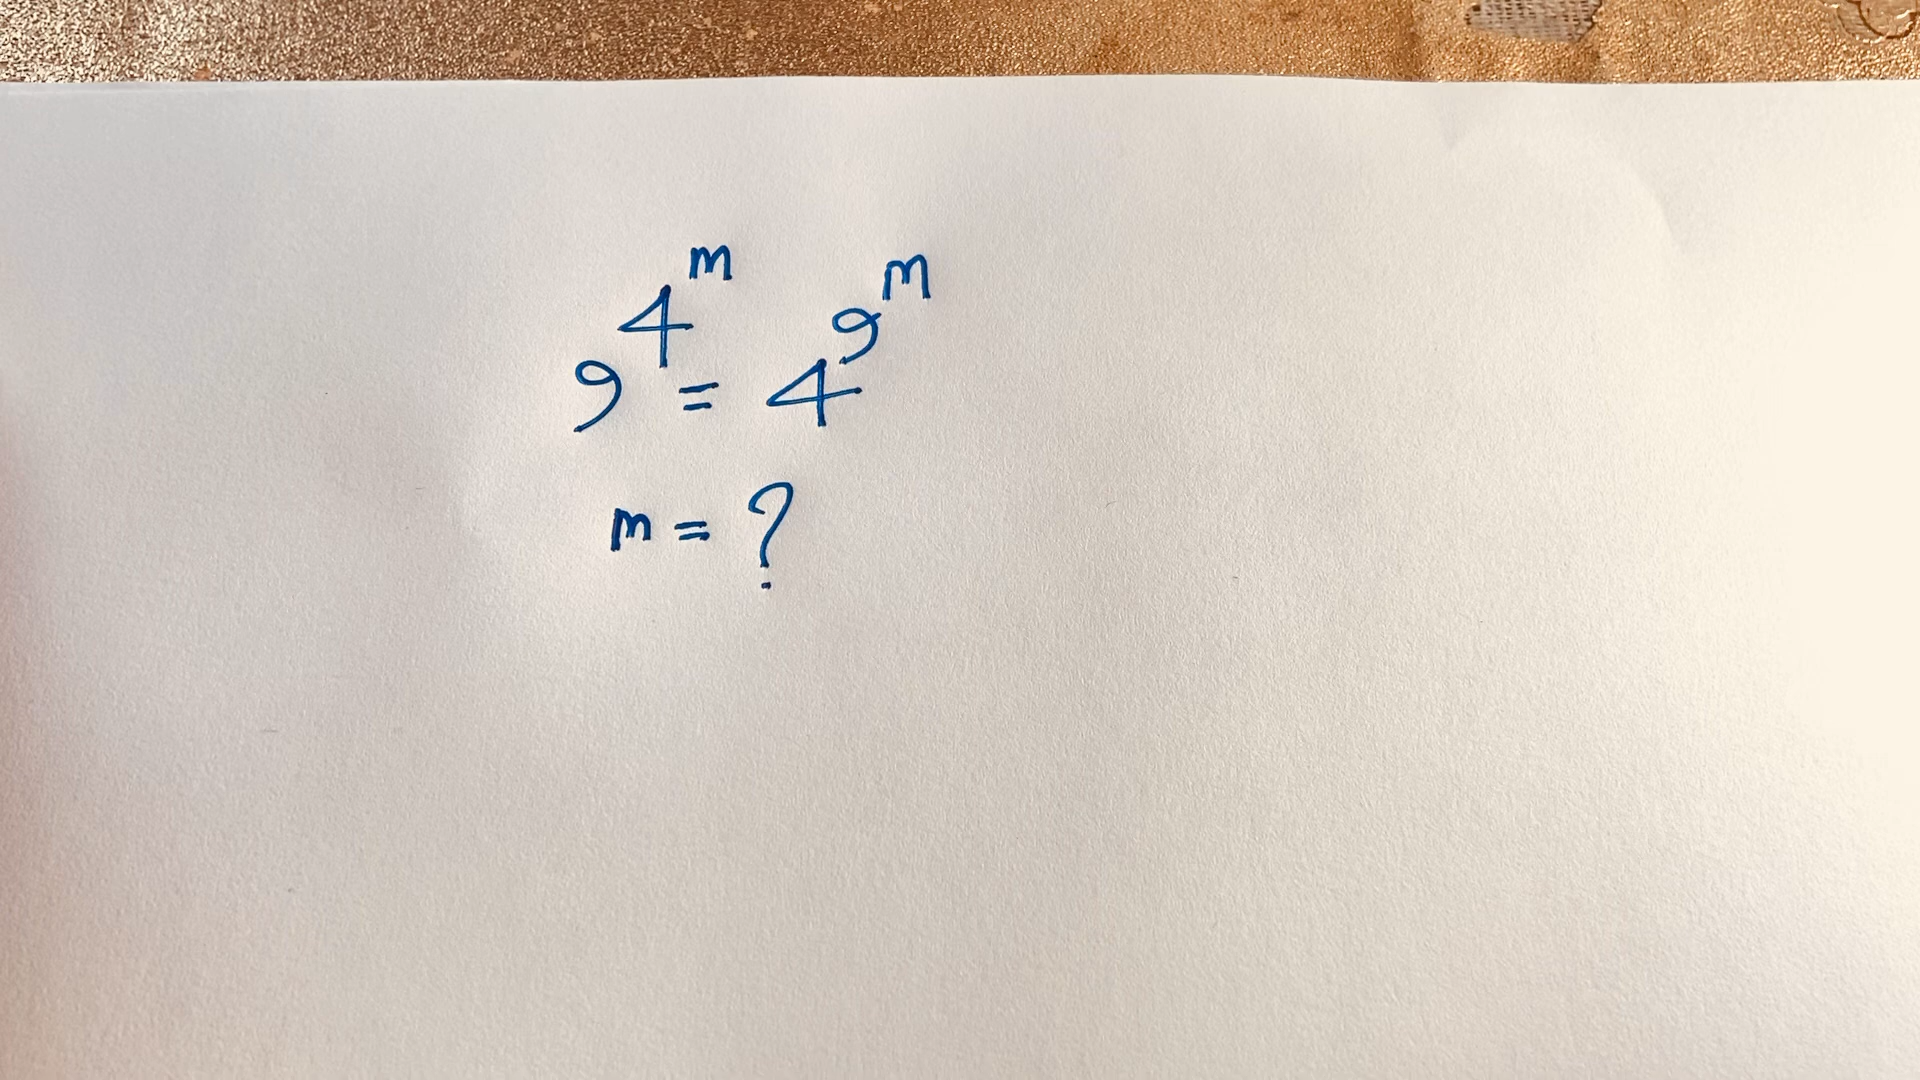 9^4^m = 4^9^m
m = ?